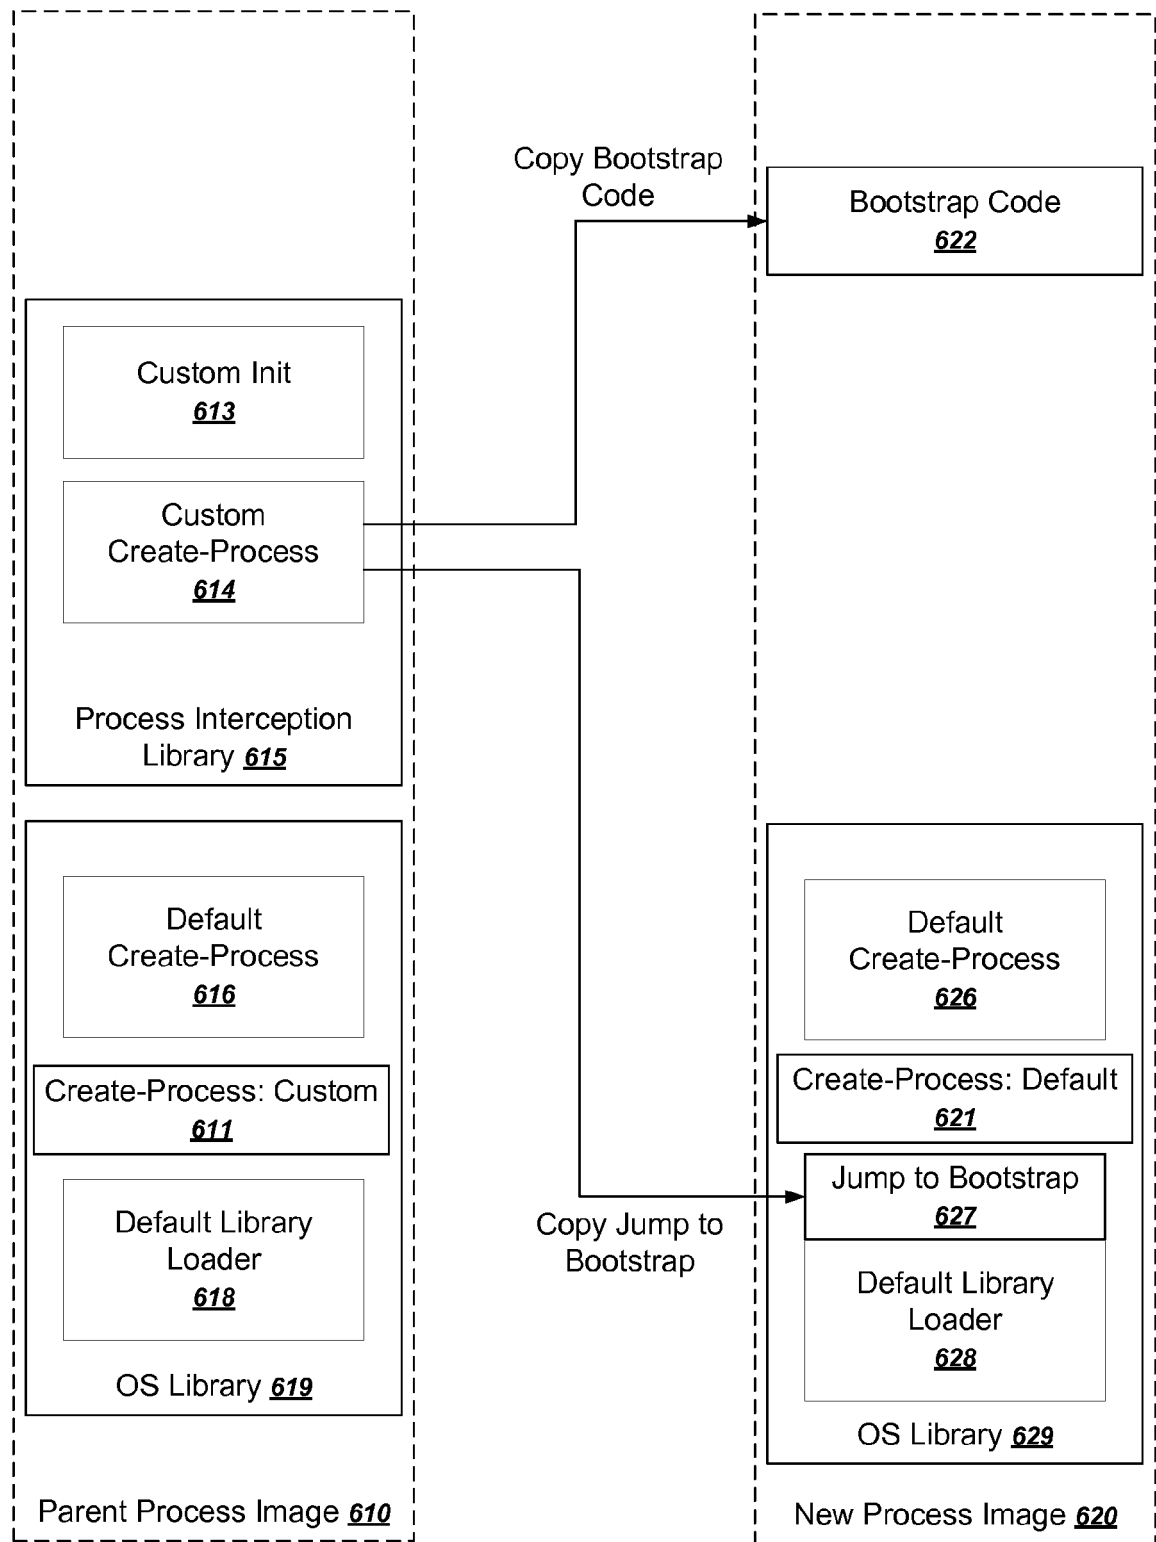 Copy Bootstrap
Code
Bootstrap Code
622
Custom Init
613
Custom
Create-Process
614
Process Interception
Library 615
Default
Create-Process
616
Create-Process: Custom
611
Default Library
Loader
618
OS Library 619
Parent Process Image 610
Copy Jump to
Bootstrap
Default
Create-Process
626
Create-Process: Default
621
Jump to Bootstrap
627
Default Library
Loader
628
OS Library 629
New Process Image 620